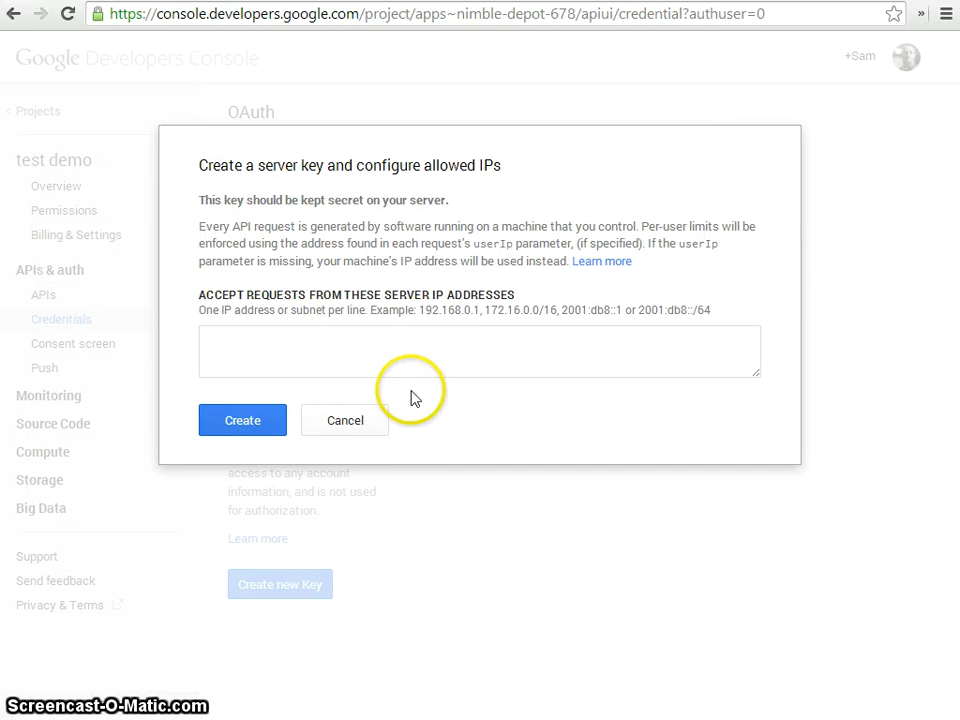 https://console.developers.google.com/project/apps~nimble-depot-678/apiui/credential?authuser=0
»
Google Developers Console
+Sam
Projects
OAuth
test demo
Overview
Permissions
Billing & Settings
APIs & auth
APIs
Credentials
Consent screen
Push
Monitoring
Source Code
Compute
Storage
Big Data
Support
Send feedback
Privacy & Terms
Create a server key and configure allowed IPs
This key should be kept secret on your server.
Every API request is generated by software running on a machine that you control. Per-user limits will be
enforced using the address found in each request's userIp parameter, (if specified). If the userIp
parameter is missing, your machine's IP address will be used instead. Learn more
ACCEPT REQUESTS FROM THESE SERVER IP ADDRESSES
One IP address or subnet per line. Example: 192.168.0.1, 172.16.0.0/16, 2001:db8::1 or 2001:db8::/64
Create
Cancel
access to any account
information, and is not used
for authorization.
Learn more
Create new Key
Screencast-O-Matic.com